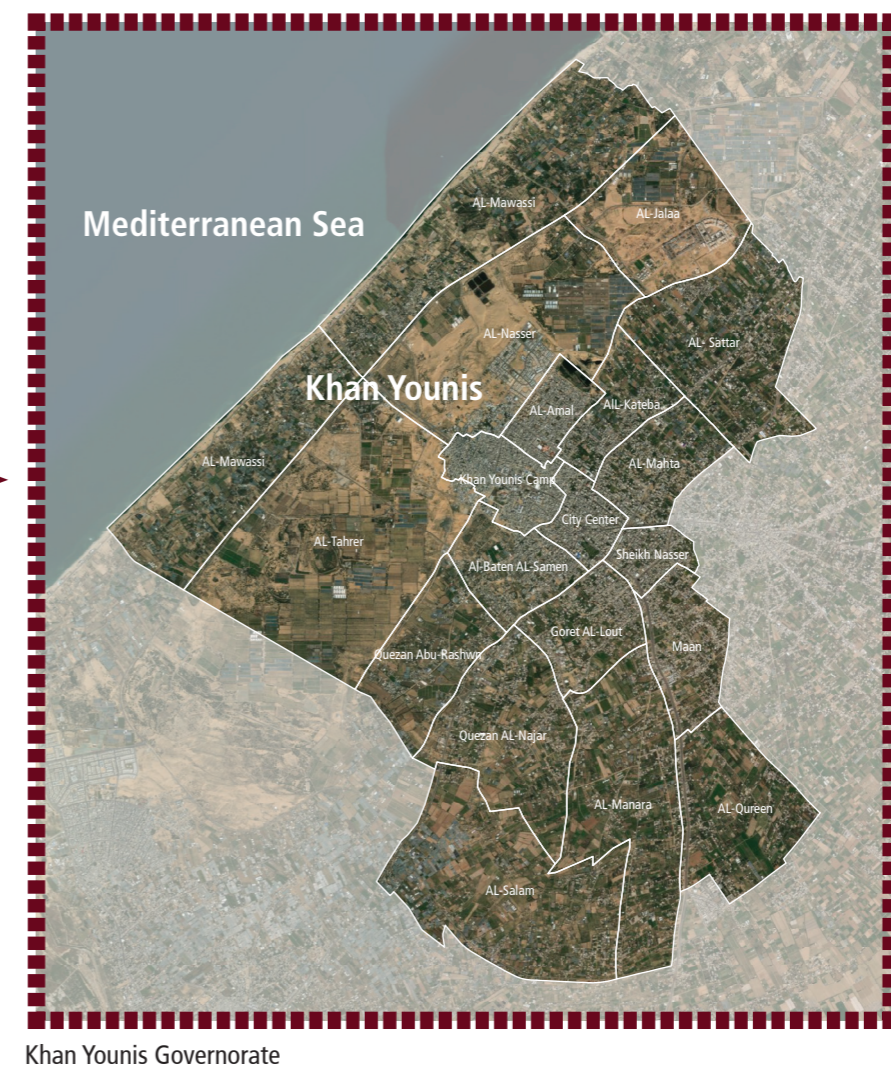 AL-Mawassi
AL-Jalaa
Mediterranean Sea
AL-Nasser
AL- Sattar
Khan Younis
AL-Amal
AlL-Kateba
AL-Mawassi
AL-Mahta
Khan Younis Camp
City Center
AL-Tahrer
Sheikh Nasser
Al-Baten AL-Samen
Goret AL-Lout
Maan
Quezan Abu-Rashwn
Quezan AL-Najar
AL-Manara
AL-Qureen
AL-Salam
Khan Younis Governorate